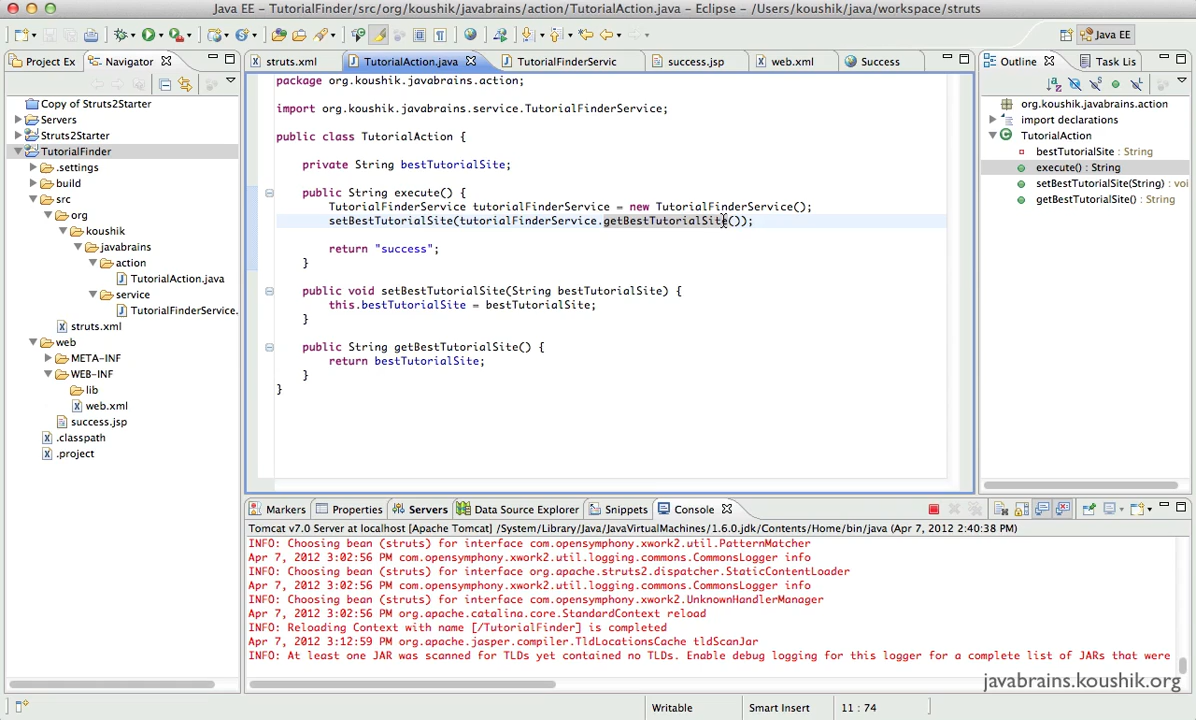 Java EE - TutorialFinder/src/org/koushik/javabrains/action/TutorialAction.java - Eclipse - /Users/koushik/java/workspace/struts
Java EE
Project Ex
Navigator
Copy of Struts2Starter
Servers
Struts2Starter
TutorialFinder
.settings
build
src
org
koushik
javabrains
action
TutorialAction.java
service
TutorialFinderService.
struts.xml
web
META-INF
WEB-INF
lib
web.xml
success.jsp
.classpath
.project
struts.xml
TutorialAction.java
TutorialFinderServic
success.jsp
web.xml
Success
package org.koushik.javabrains.action;
import org.koushik.javabrains.service.TutorialFinderService;
public class TutorialAction {
private String bestTutorialSite;
public String execute() {
TutorialFinderService tutorialFinderService = new TutorialFinderService();
setBestTutorialSite(tutorialFinderService.getBestTutorialSite());
return "success";
}
public void setBestTutorialSite(String bestTutorialSite) {
this.bestTutorialSite = bestTutorialSite;
}
public String getBestTutorialSite() {
return bestTutorialSite;
}
}
Outline
Task Lis
org.koushik.javabrains.action
import declarations
TutorialAction
bestTutorialSite : String
execute() : String
setBestTutorialSite(String) : voi
getBestTutorialSite() : String
Markers
Properties
Servers
Data Source Explorer
Snippets
Console
Tomcat v7.0 Server at localhost [Apache Tomcat] /System/Library/Java/JavaVirtualMachines/1.6.0.jdk/Contents/Home/bin/java (Apr 7, 2012 2:40:38 PM)
INFO: Choosing bean (struts) for interface com.opensymphony.xwork2.util.PatternMatcher
Apr 7, 2012 3:02:56 PM com.opensymphony.xwork2.util.logging.commons.CommonsLogger info
INFO: Choosing bean (struts) for interface org.apache.struts2.dispatcher.StaticContentLoader
Apr 7, 2012 3:02:56 PM com.opensymphony.xwork2.util.logging.commons.CommonsLogger info
INFO: Choosing bean (struts) for interface com.opensymphony.xwork2.UnknownHandlerManager
Apr 7, 2012 3:02:56 PM org.apache.catalina.core.StandardContext reload
INFO: Reloading Context with name [/TutorialFinder] is completed
Apr 7, 2012 3:12:59 PM org.apache.jasper.compiler.TldLocationsCache tldScanJar
INFO: At least one JAR was scanned for TLDs yet contained no TLDs. Enable debug logging for this logger for a complete list of JARs that were
javabrains.koushik.org
Writable
Smart Insert
11 : 74